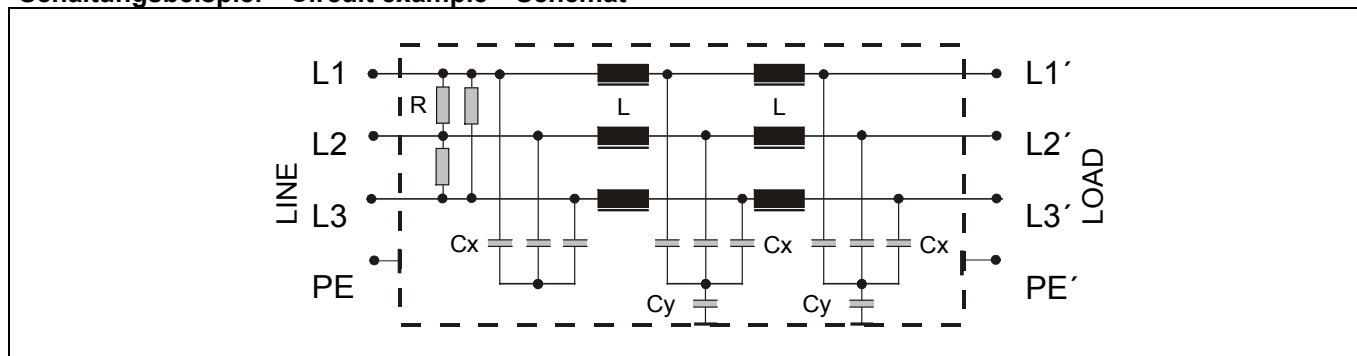 Schaltungsbeispiel Circuit example Schemat
L1 L1´
R L L
L2 L2´
LINE LOAD
L3 L3´
Cx Cx Cx
PE Cy Cy PE´